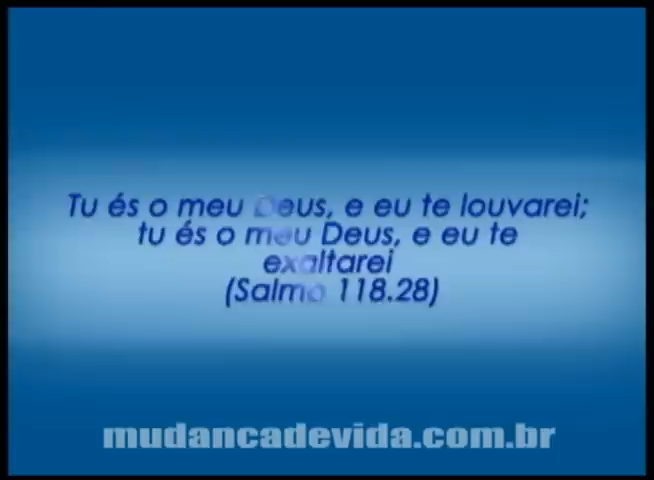 Tu és o meu Deus, e eu te louvarei;
tu és o meu Deus, e eu te
exaltarei
(Salmo 118.28)
mudancadevida.com.br